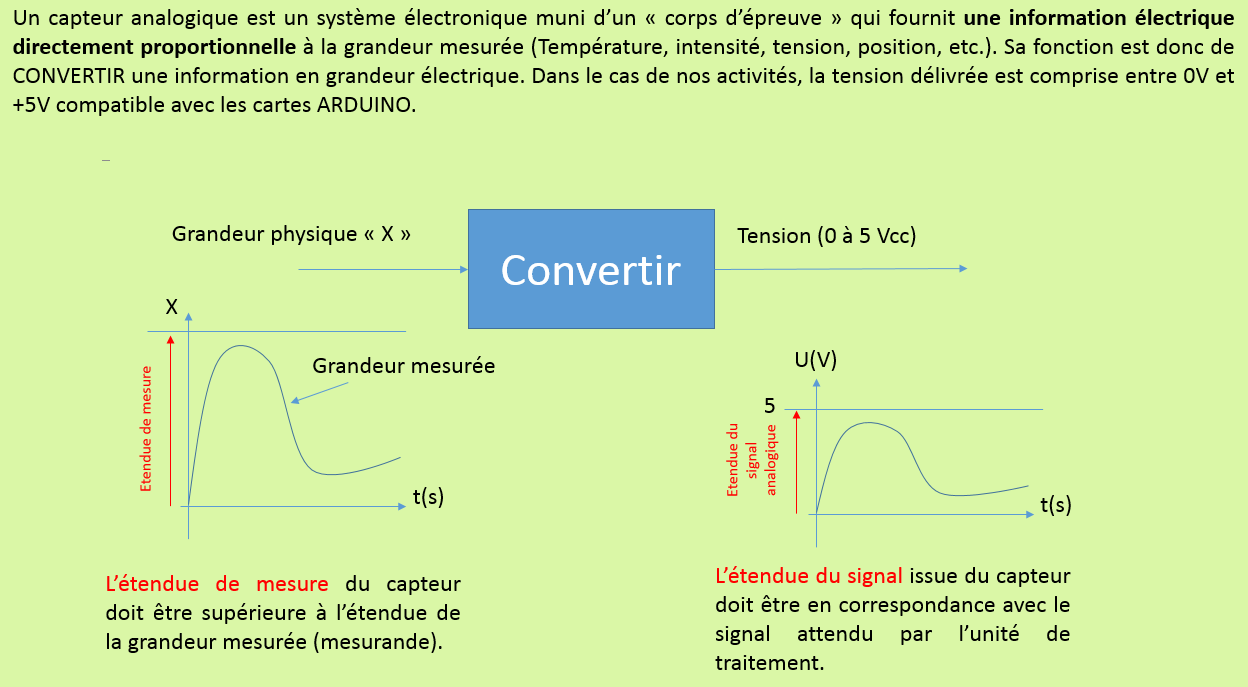 Un capteur analogique est un système électronique muni d’un « corps d’épreuve » qui fournit une information électrique
directement proportionnelle à la grandeur mesurée (Température, intensité, tension, position, etc.). Sa fonction est donc de
CONVERTIR une information en grandeur électrique. Dans le cas de nos activités, la tension délivrée est comprise entre 0V et
+5V compatible avec les cartes ARDUINO.
Grandeur physique « X »
Convertir
Tension (0 à 5 Vcc)
X
Grandeur mesurée
Etendue de mesure
t(s)
U(V)
5
Etendue du
signal
analogique
t(s)
L’étendue de mesure du capteur
doit être supérieure à l’étendue de
la grandeur mesurée (mesurande).
L’étendue du signal issue du capteur
doit être en correspondance avec le
signal attendu par l’unité de
traitement.